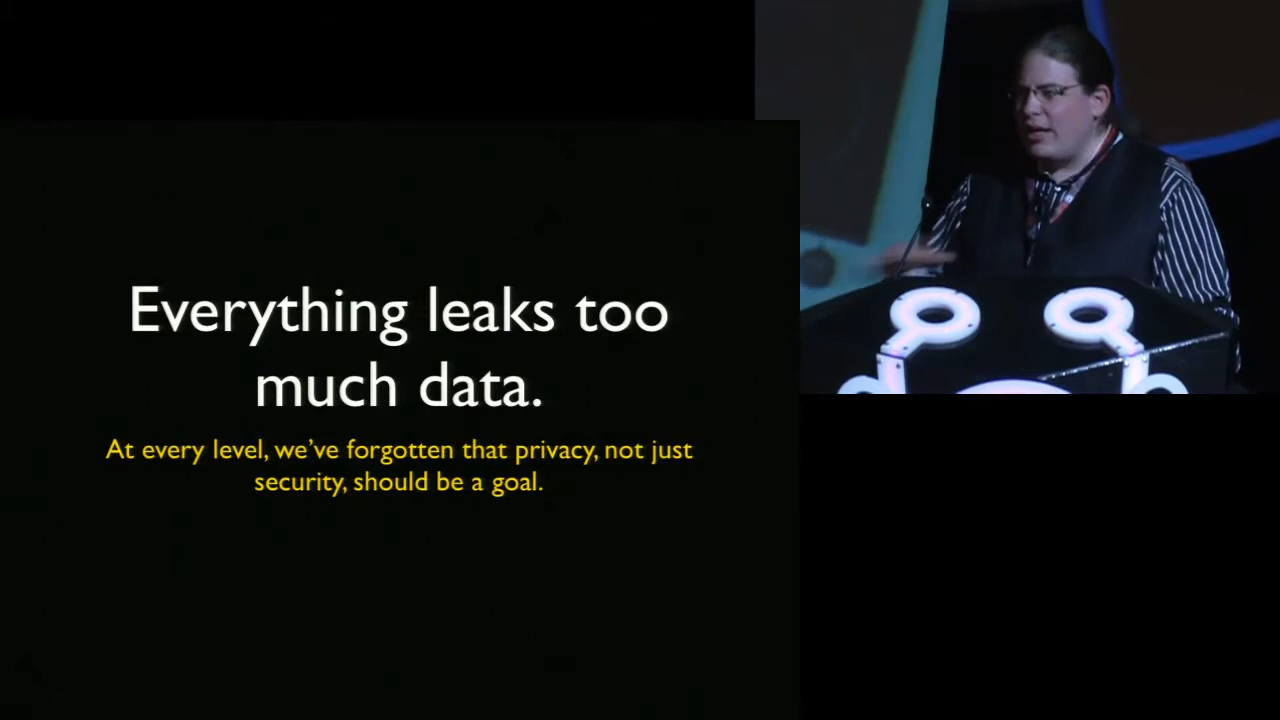 Everything leaks too
much data.
At every level, we've forgotten that privacy, not just
security, should be a goal.